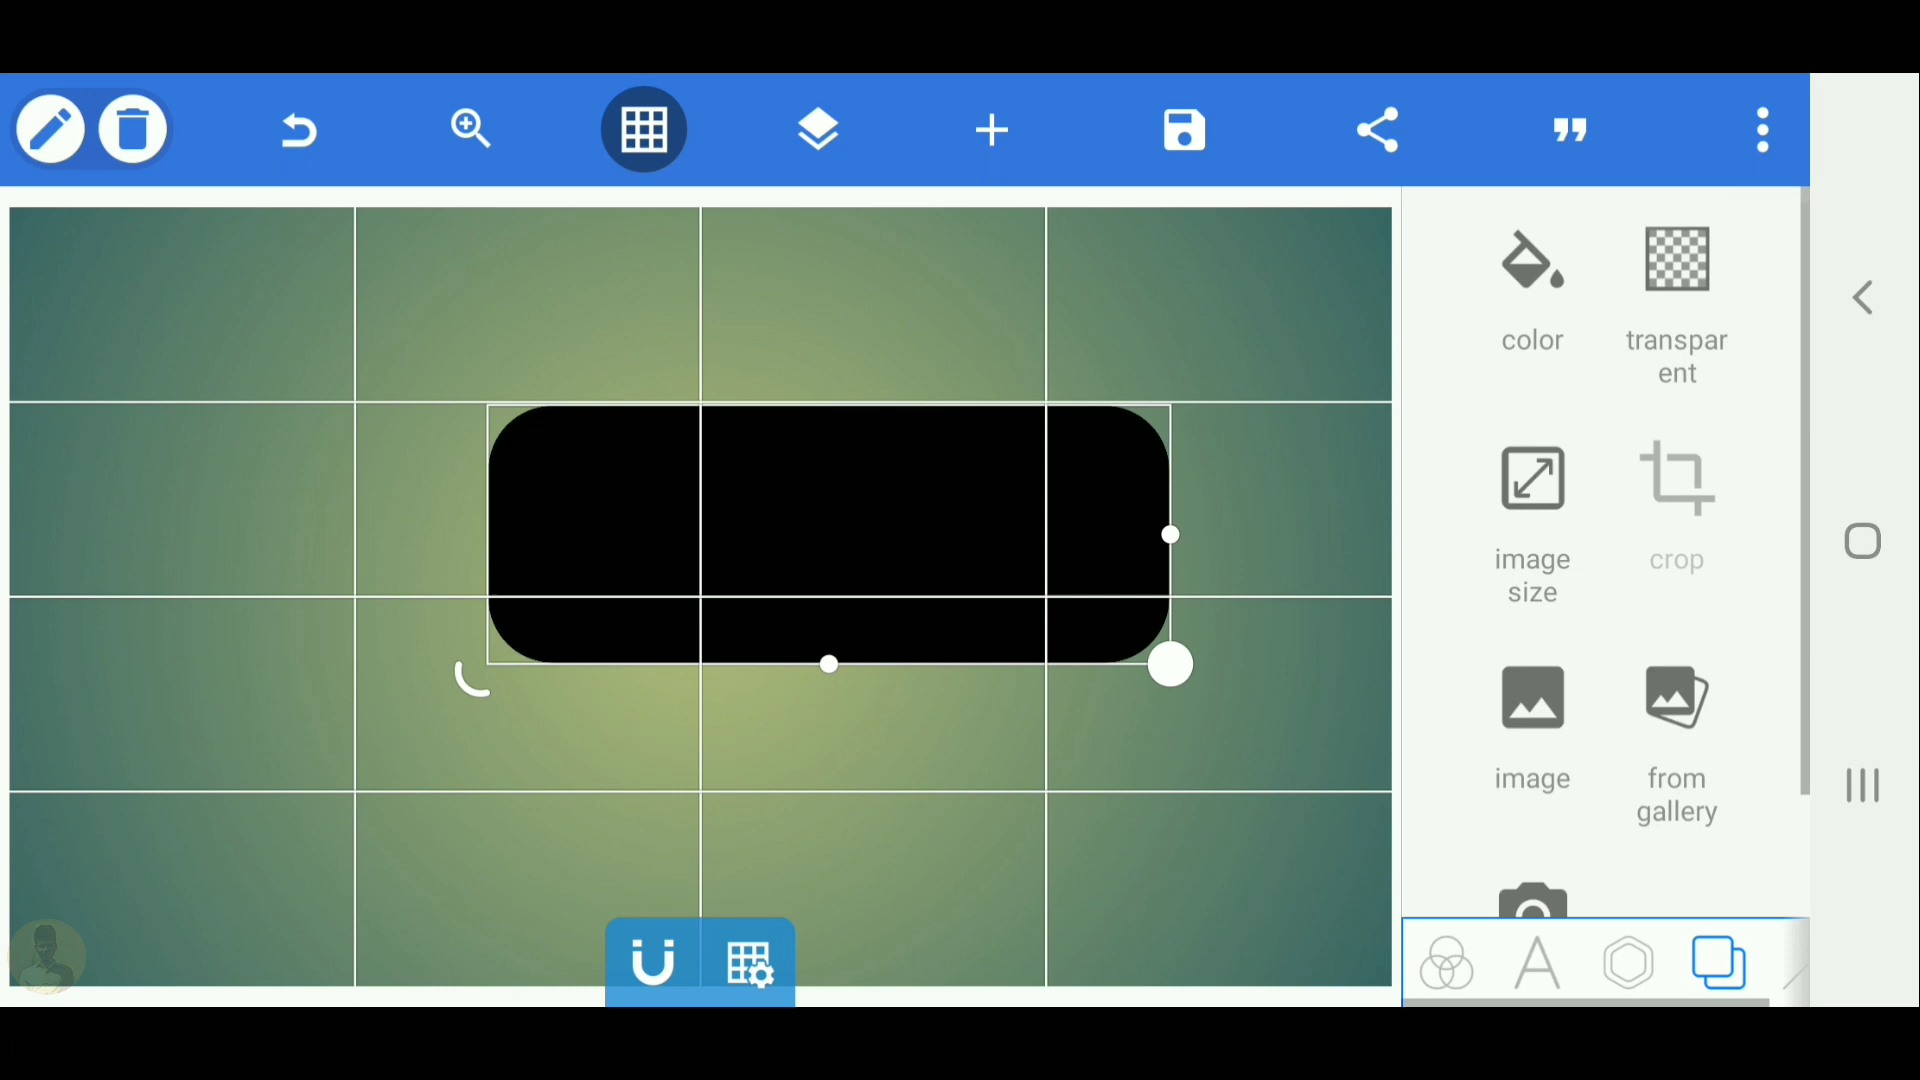 color
transpar
ent
image
size
crop
image
from
gallery